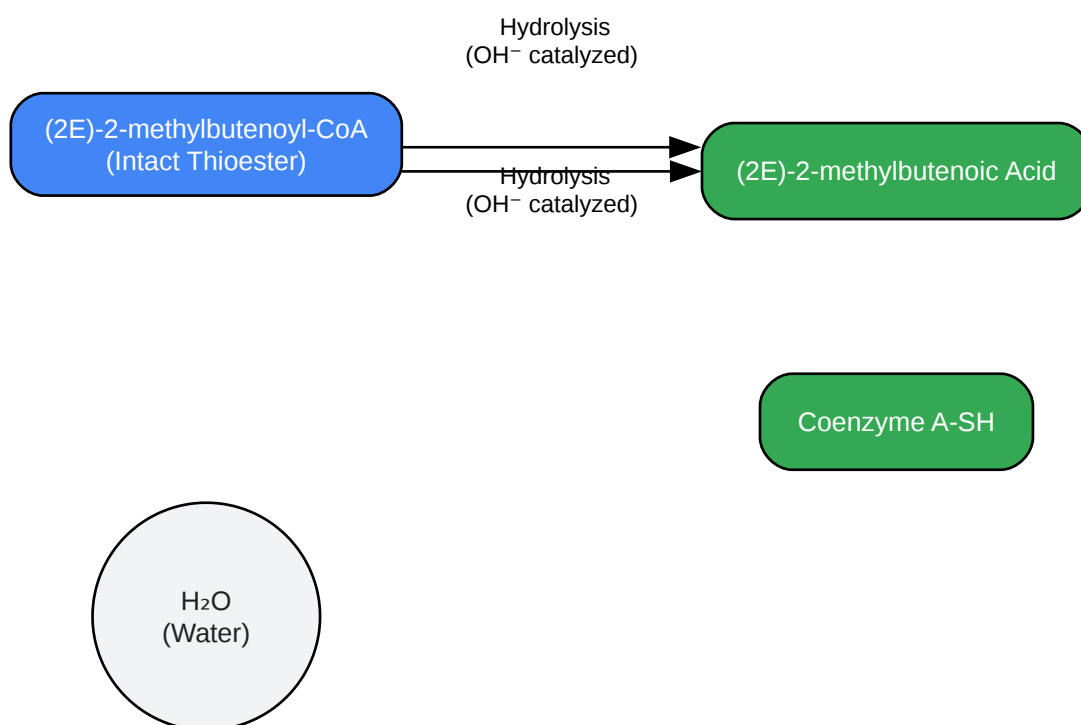 Hydrolysis
(OH⁻ catalyzed)
(2E)-2-methylbutenoyl-CoA
(Intact Thioester)
(2E)-2-methylbutenoic Acid
Hydrolysis
(OH⁻ catalyzed)
Coenzyme A-SH
H₂O
(Water)